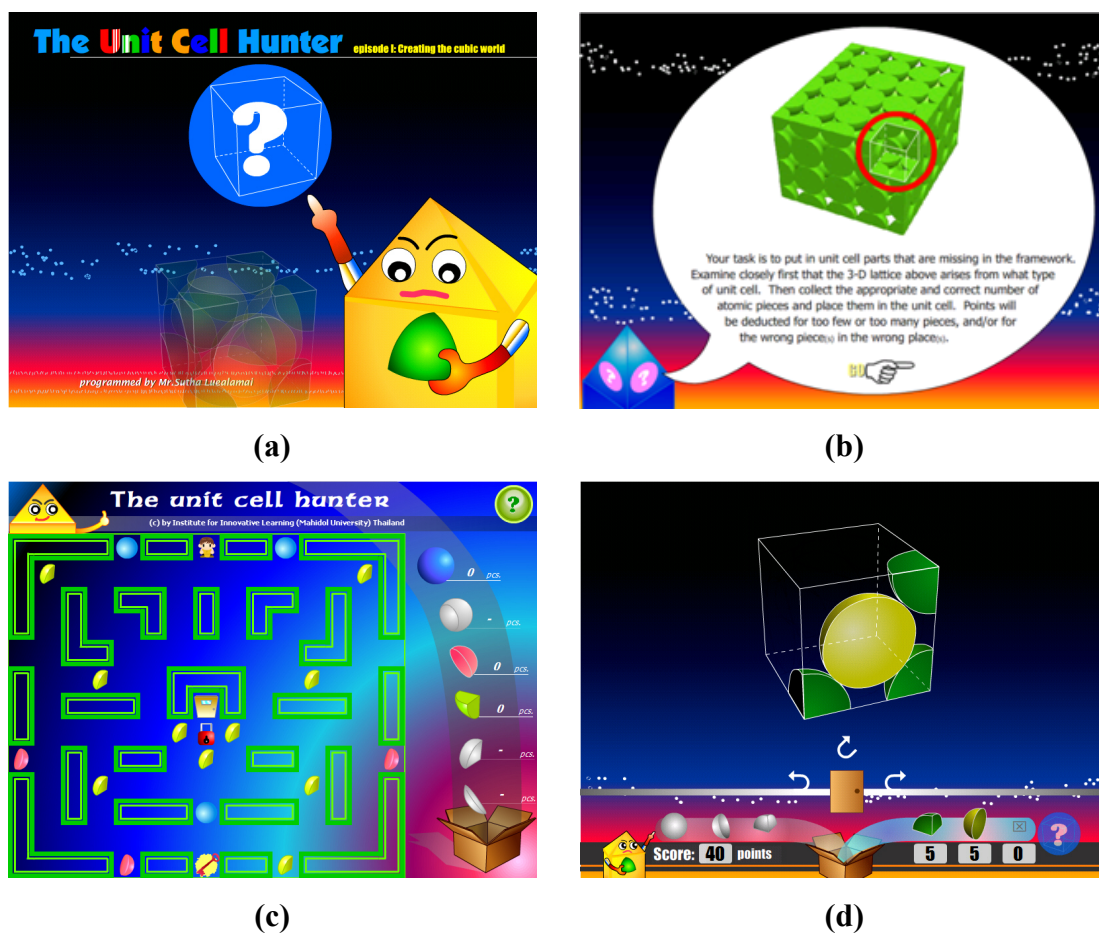 The Unit Cell Hunter episode I: Creating the cubic world
?
programmed by Mr.Sutha Luealamai
(a)
Your task is to put in unit cell parts that are missing in the framework.
Examine closely first that the 3-D lattice above arises from what type
of unit cell. Then collect the appropriate and correct number of
atomic pieces and place them in the unit cell. Points will
be deducted for too few or too many pieces, and/or for
the wrong piece(s) in the wrong place(s).
? ?
GO
(b)
The unit cell hunter
?
(c) by Institute for Innovative Learning (Mahidol University) Thailand
0 pcs.
- pcs.
0 pcs.
0 pcs.
- pcs.
- pcs.
(c)
Score: 40 points
5 5 0
?
(d)